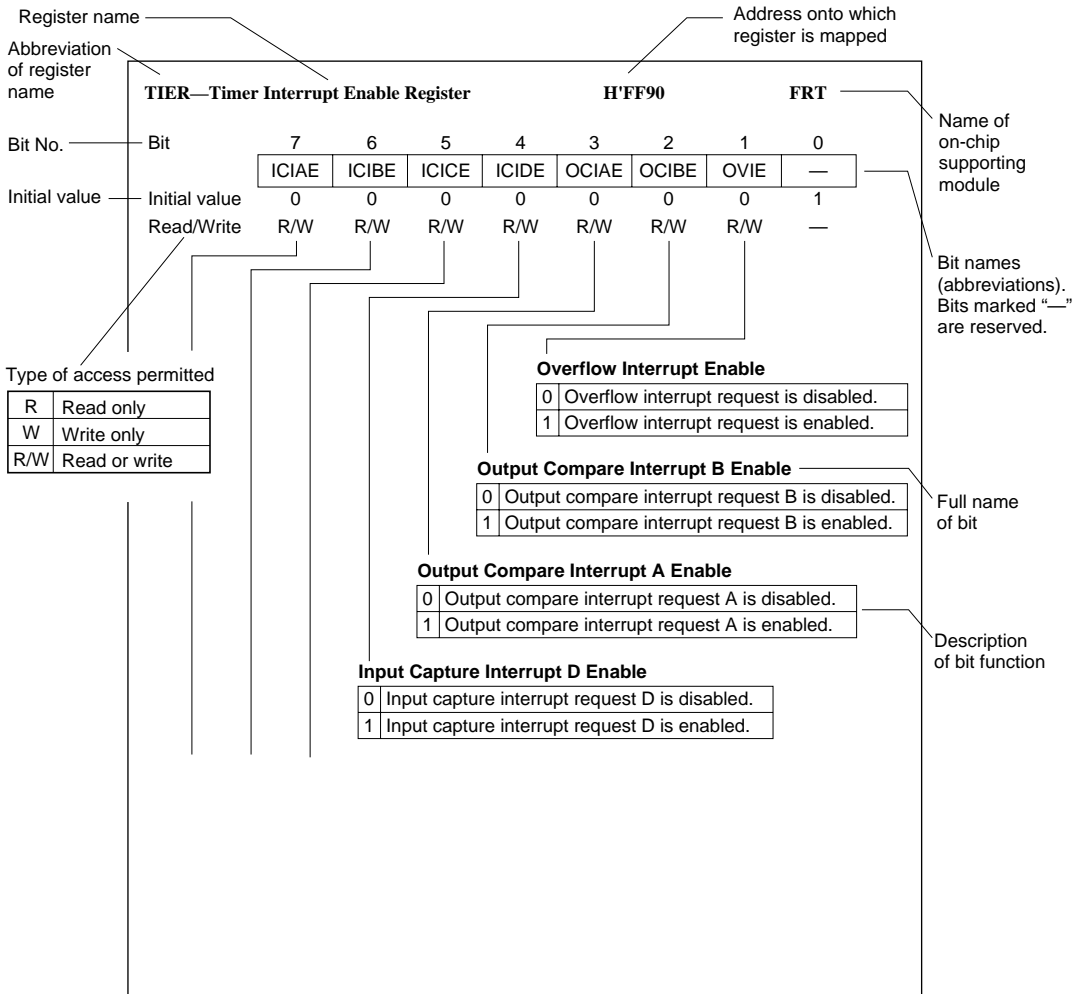 Register name
Address onto which
register is mapped
Abbreviation
of register
name
TIER—Timer Interrupt Enable Register H'FF90 FRT
Name of
on-chip
supporting
module
Bit No. Bit 7 6 5 4 3 2 1 0
ICIAE ICIBE ICICE ICIDE OCIAE OCIBE OVIE —
Initial value Initial value 0 0 0 0 0 0 0 1
Read/Write R/W R/W R/W R/W R/W R/W R/W —
Bit names
(abbreviations).
Bits marked “—”
are reserved.
Type of access permitted
R Read only
W Write only
R/W Read or write
Overflow Interrupt Enable
0 Overflow interrupt request is disabled.
1 Overflow interrupt request is enabled.
Output Compare Interrupt B Enable
0 Output compare interrupt request B is disabled.
1 Output compare interrupt request B is enabled.
Full name
of bit
Output Compare Interrupt A Enable
0 Output compare interrupt request A is disabled.
1 Output compare interrupt request A is enabled.
Description
of bit function
Input Capture Interrupt D Enable
0 Input capture interrupt request D is disabled.
1 Input capture interrupt request D is enabled.